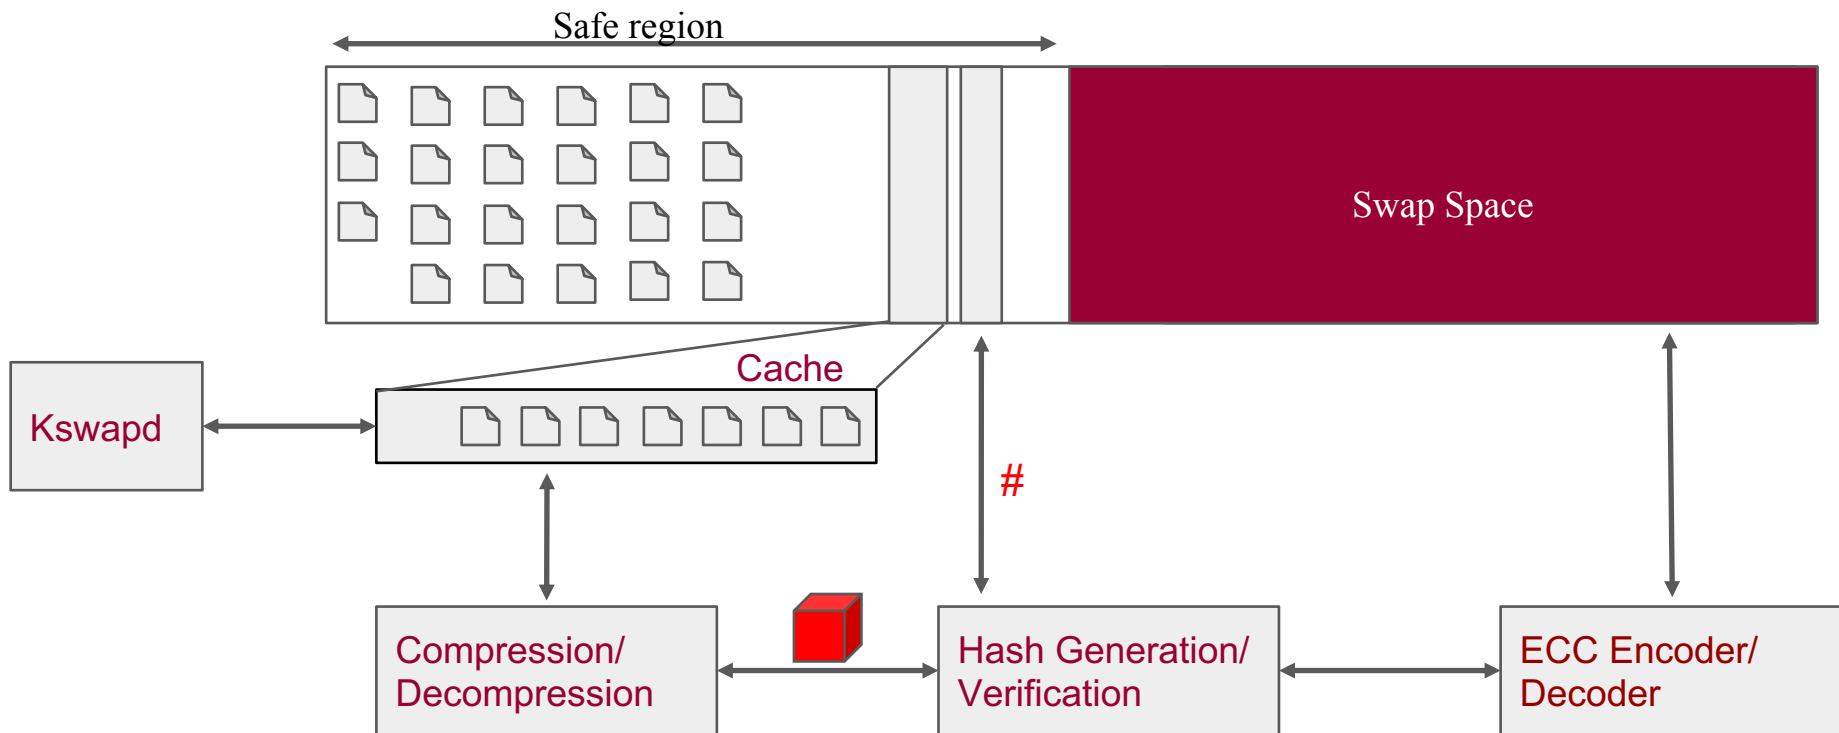 Safe region
Swap Space
Cache
Kswapd
#
Compression/
Decompression
Hash Generation/
Verification
ECC Encoder/
Decoder